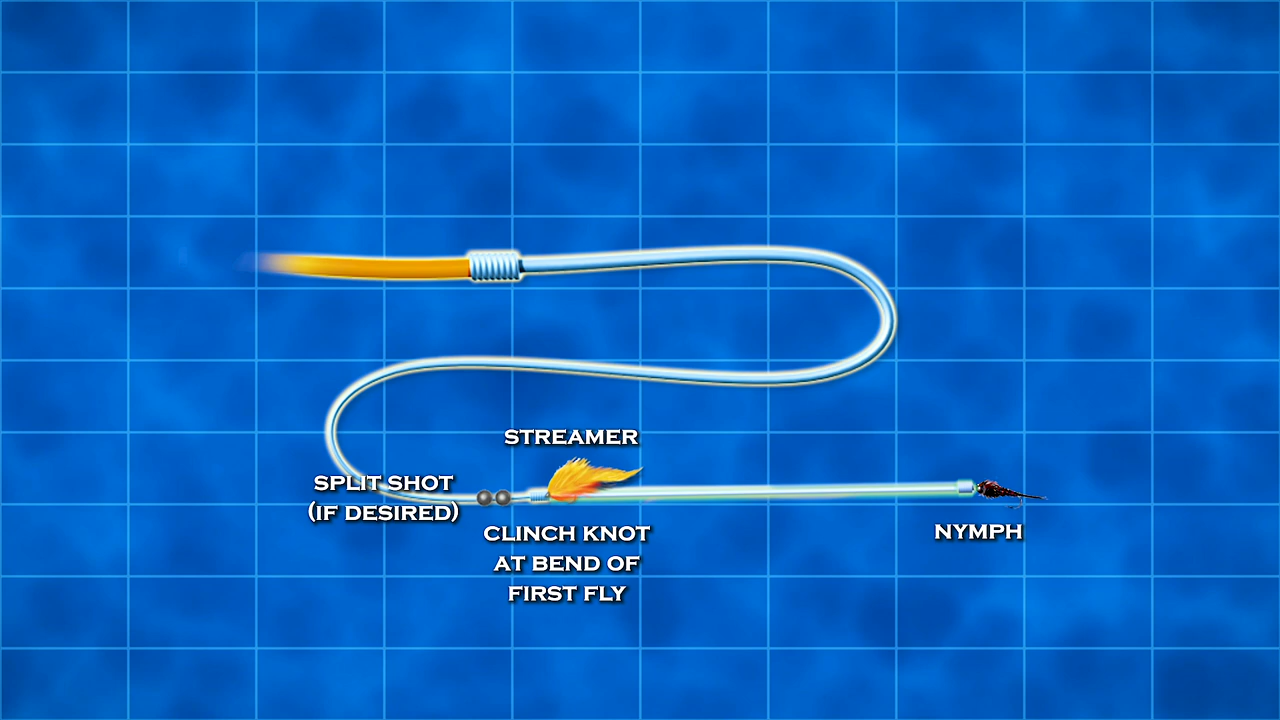 STREAMER
SPLIT SHOT
(IF DESIRED)
CLINCH KNOT
AT BEND OF
FIRST FLY
NYMPH